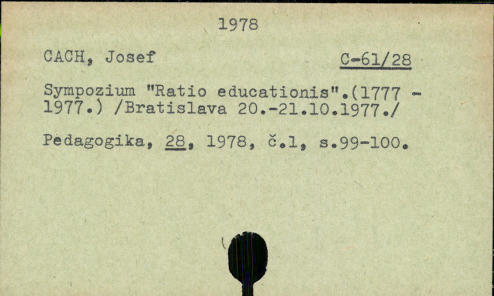 1978
CACH, Josef C-61/28
Sympozium "Ratio educationis".(1777 -
1977.) /Bratislava 20.-21.10.1977./
Pedagogika, 28, 1978, č.1, s.99-100.